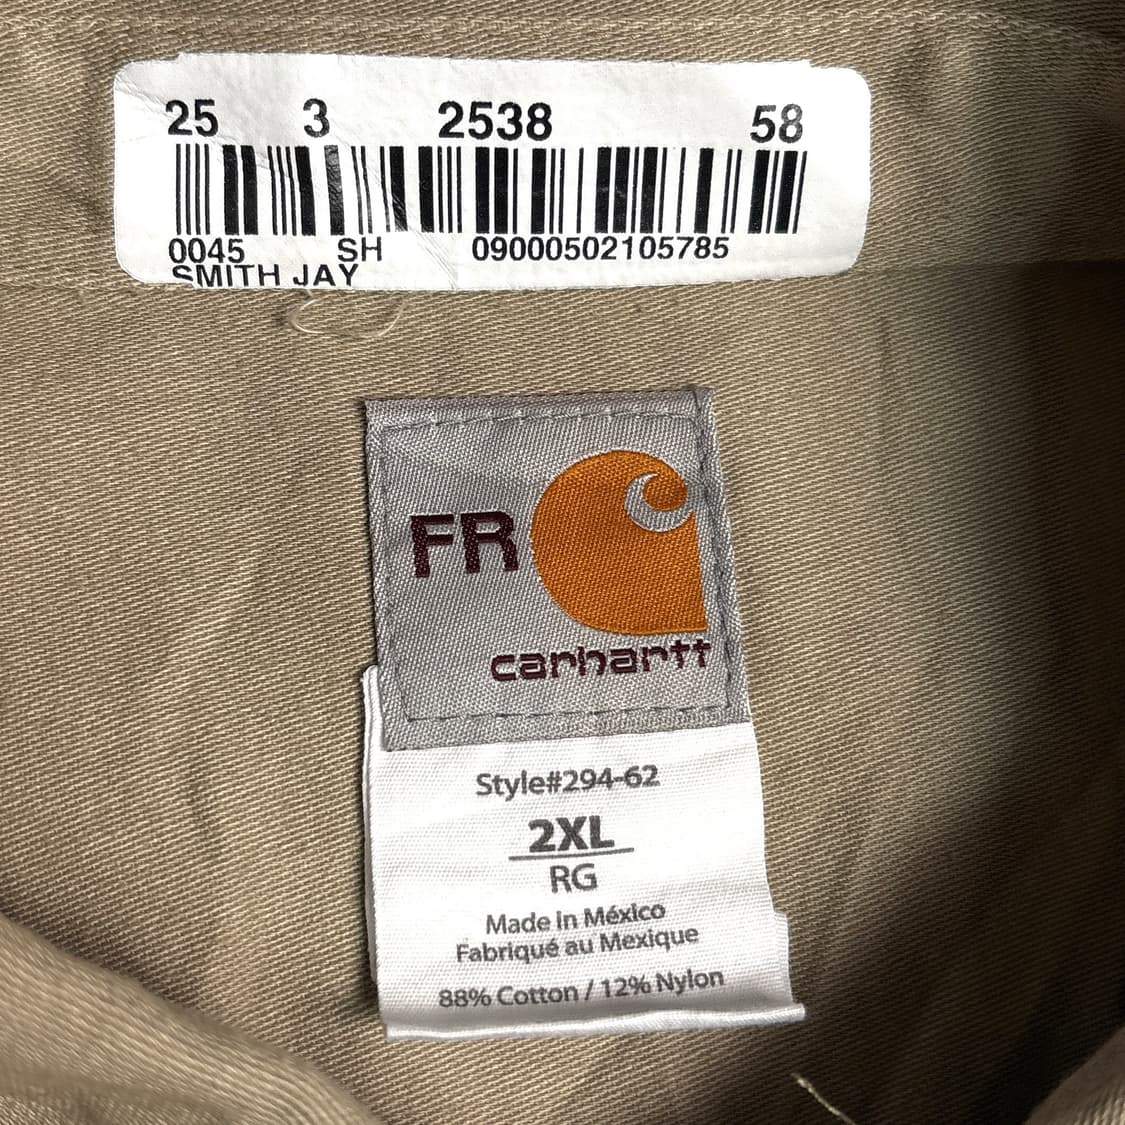 25 3 2538 58
0045 SH 09000502105785
SMITH JAY
FR
carhartt
Style#294-62
2XL
RG
Made in México
Fabriqué au Mexique
88% Cotton / 12% Nylon